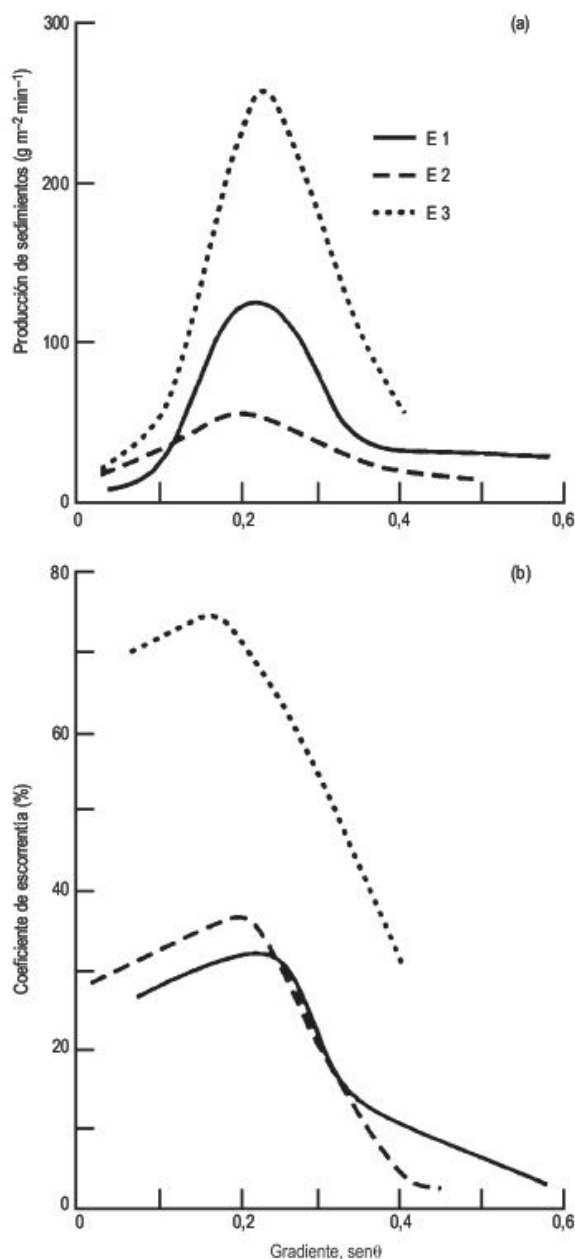 (a)
Producción de sedimentos (g m⁻² min⁻¹)
300
200
100
0
E 1
E 2
E 3
0
0,2
0,4
0,6
(b)
Coeficiente de escorrentía (%)
80
60
40
20
0
0
0,2
0,4
0,6
Gradiente, senθ